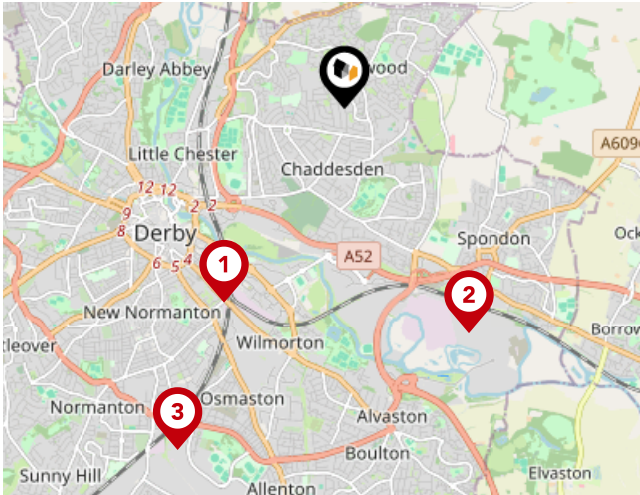 Darley Abbey
wood
Little Chester
A609
Chaddesden
12 12
9
2 2
8
Derby
Spondon
Ock
6 5 4
A52
1
2
New Normanton
Borrow
tleover
Wilmorton
Normanton
3
Osmaston
Alvaston
Boulton
Sunny Hill
Elvaston
Allenton